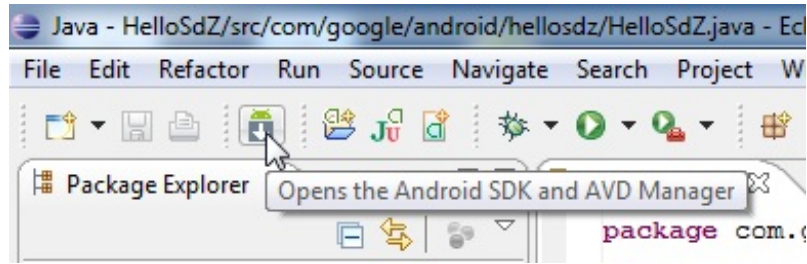 Java - HelloSdZ/src/com/google/android/hellosdz/HelloSdZ.java - Ecl
File Edit Refactor Run Source Navigate Search Project W
Package Explorer
Opens the Android SDK and AVD Manager
package com.g